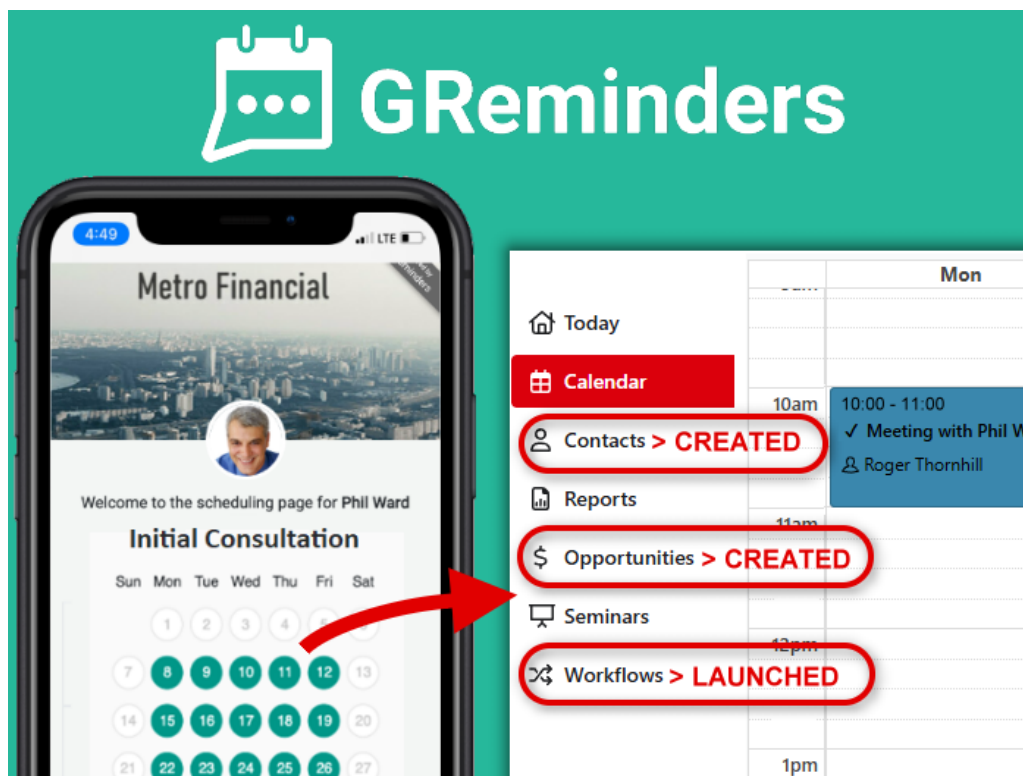 GReminders
4:49
LTE
Metro Financial
Welcome to the scheduling page for Phil Ward
Initial Consultation
Sun Mon Tue Wed Thu Fri Sat
1 2 3 4 5
7 8 9 10 11 12 13
14 15 16 17 18 19 20
21 22 23 24 25 26 27
Today
Calendar
Contacts > CREATED
Reports
Opportunities > CREATED
Seminars
Workflows > LAUNCHED
Mon
10am
10:00 - 11:00
✓ Meeting with Phil W
Roger Thornhill
11am
12pm
1pm